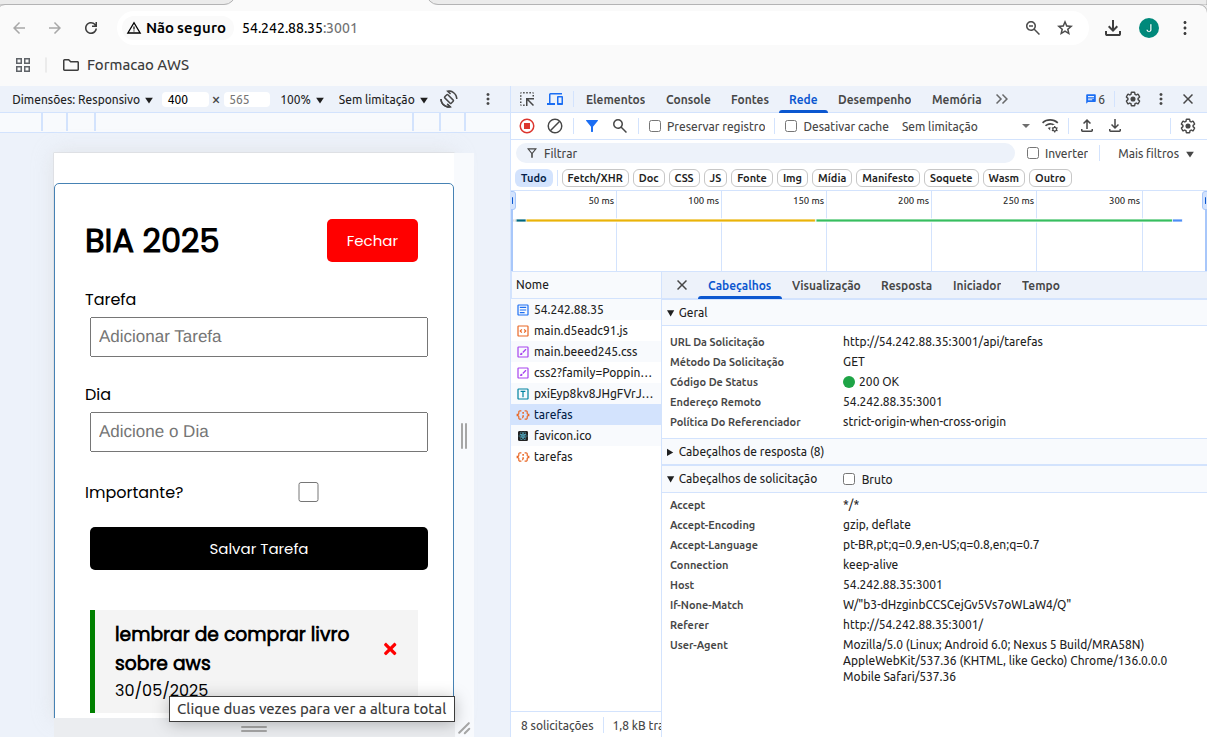 Não seguro 54.242.88.35:3001 J
Formacao AWS
Dimensões: Responsivo ▼ 400 × 565 100% ▼ Sem limitação ▼
Elementos Console Fontes Rede Desempenho Memória 6
Preservar registro Desativar cache Sem limitação
Filtrar Inverter Mais filtros ▼
Tudo Fetch/XHR Doc CSS JS Fonte Img Mídia Manifesto Soquete Wasm Outro
50 ms 100 ms 150 ms 200 ms 250 ms 300 ms
BIA 2025 Fechar
Tarefa
Adicionar Tarefa
Dia
Adicione o Dia
Importante?
Salvar Tarefa
lembrar de comprar livro
sobre aws
30/05/2025
Clique duas vezes para ver a altura total
Nome
54.242.88.35
main.d5eadc91.js
main.beeed245.css
css2?family=Poppin...
pxiEyp8kv8JHgFVrJ...
tarefas
favicon.ico
tarefas
8 solicitações 1,8 kB tra
Cabeçalhos Visualização Resposta Iniciador Tempo
Geral
URL Da Solicitação http://54.242.88.35:3001/api/tarefas
Método Da Solicitação GET
Código De Status 200 OK
Endereço Remoto 54.242.88.35:3001
Política Do Referenciador strict-origin-when-cross-origin
Cabeçalhos de resposta (8)
Cabeçalhos de solicitação Bruto
Accept */*
Accept-Encoding gzip, deflate
Accept-Language pt-BR,pt;q=0.9,en-US;q=0.8,en;q=0.7
Connection keep-alive
Host 54.242.88.35:3001
If-None-Match W/"b3-dHzginbCCSCejGv5Vs7oWLaW4/Q"
Referer http://54.242.88.35:3001/
User-Agent Mozilla/5.0 (Linux; Android 6.0; Nexus 5 Build/MRA58N)
AppleWebKit/537.36 (KHTML, like Gecko) Chrome/136.0.0.0
Mobile Safari/537.36